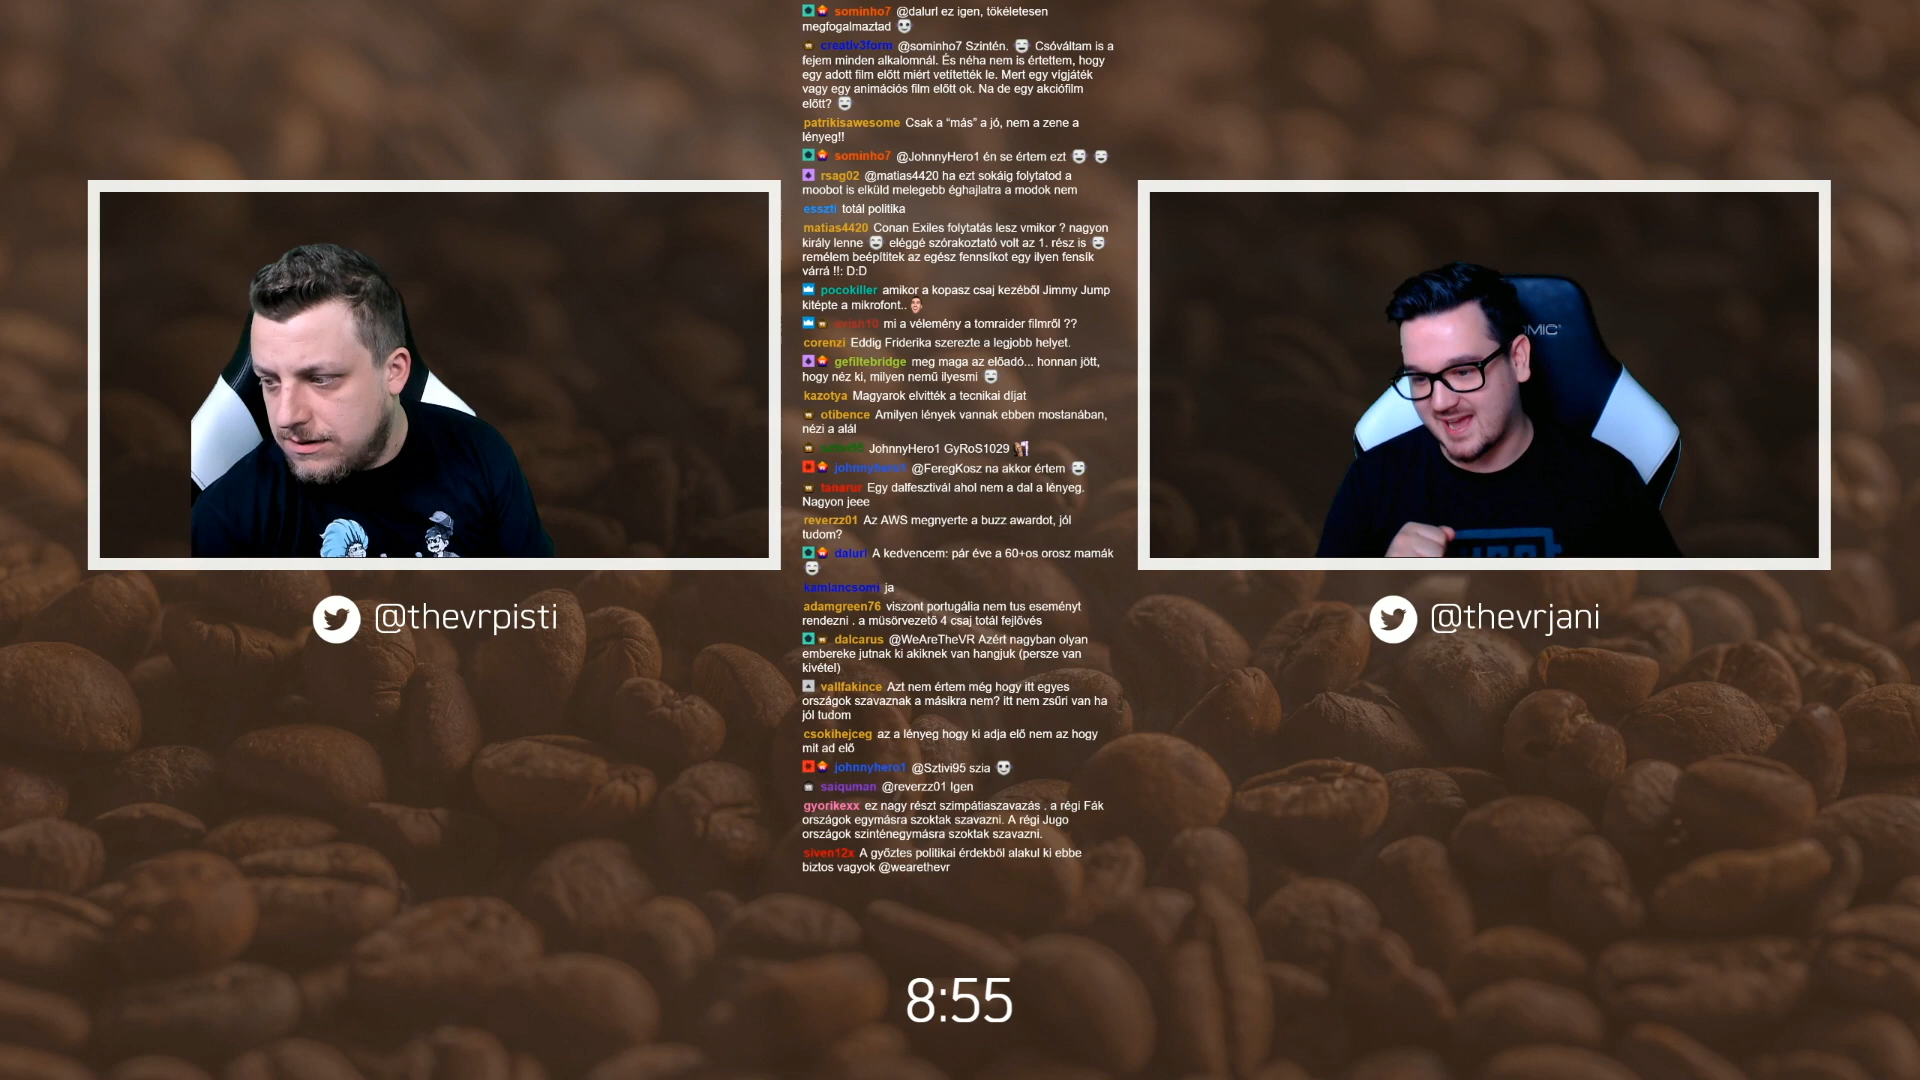 sominho7 @dalurl ez igen, tökéletesen
megfogalmaztad
creativ3form @sominho7 Szintén. Csóváltam is a
fejem minden alkalomnál. És néha nem is értettem, hogy
egy adott film előtt miért vetítették le. Mert egy vígjáték
vagy egy animációs film előtt ok. Na de egy akciófilm
előtt?
patrikisawesome Csak a “más” a jó, nem a zene a
lényeg!!
sominho7 @JohnnyHero1 én se értem ezt
rsag02 @matias4420 ha ezt sokáig folytatod a
moobot is elküld melegebb éghajlatra a modok nem
esszti totál politika
matias4420 Conan Exiles folytatás lesz vmikor ? nagyon
király lenne eléggé szórakoztató volt az 1. rész is
remélem beépítitek az egész fennsíkot egy ilyen fensík
várrá !!: D:D
pocokiller amikor a kopasz csaj kezéből Jimmy Jump
kitépte a mikrofont..
mi a vélemény a tomraider filmről ??
corenzi Eddig Friderika szerezte a legjobb helyet.
gefiltebridge meg maga az előadó... honnan jött,
hogy néz ki, milyen nemű ilyesmi
kazotya Magyarok elvitték a tecnikai díjat
otibence Amilyen lények vannak ebben mostanában,
nézi a alál
JohnnyHero1 GyRoS1029
johnnyhero1 @FeregKosz na akkor értem
tanarur Egy dalfesztivál ahol nem a dal a lényeg.
Nagyon jeee
reverzz01 Az AWS megnyerte a buzz awardot, jól
tudom?
dalurl A kedvencem: pár éve a 60+os orosz mamák
kamiancsomi ja
adamgreen76 viszont portugália nem tus eseményt
rendezni . a müsörvezető 4 csaj totál fejlövés
dalcarus @WeAreTheVR Azért nagyban olyan
embereke jutnak ki akiknek van hangjuk (persze van
kivétel)
vallfakince Azt nem értem még hogy itt egyes
országok szavaznak a másikra nem? itt nem zsűri van ha
jól tudom
csokihejceg az a lényeg hogy ki adja elő nem az hogy
mit ad elő
johnnyhero1 @Sztivi95 szia
saiquman @reverzz01 Igen
gyorikexx ez nagy részt szimpátiaszavazás . a régi Fák
országok egymásra szoktak szavazni. A régi Jugo
országok szinténegymásra szoktak szavazni.
siven12x A győztes politikai érdekböl alakul ki ebbe
biztos vagyok @wearethevr
OMIC
@thevrpisti
@thevrjani
8:55